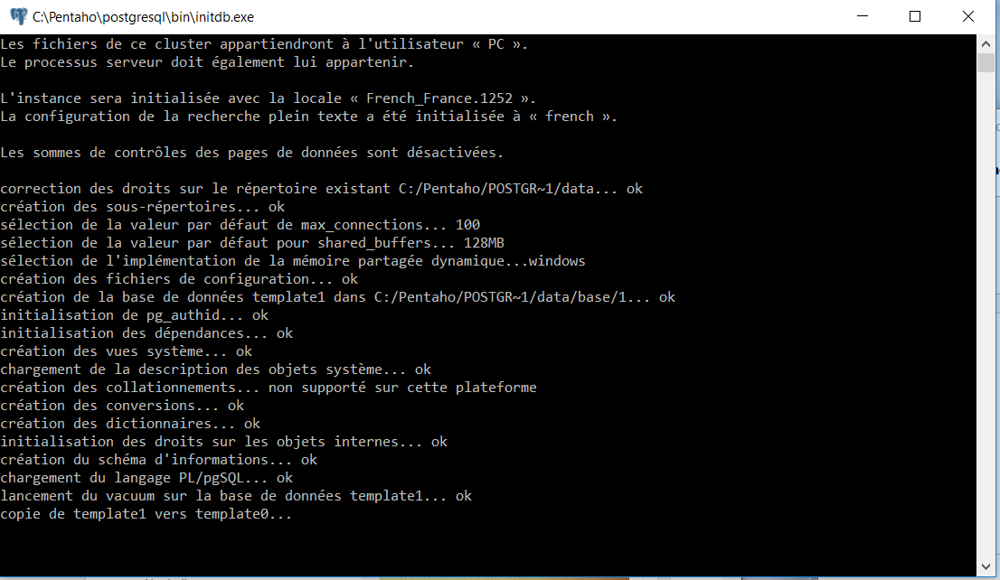 C:\Pentaho\postgresql\bin\initdb.exe
Les fichiers de ce cluster appartiendront à l'utilisateur « PC ».
Le processus serveur doit également lui appartenir.
L'instance sera initialisée avec la locale « French_France.1252 ».
La configuration de la recherche plein texte a été initialisée à « french ».
Les sommes de contrôles des pages de données sont désactivées.
correction des droits sur le répertoire existant C:/Pentaho/POSTGR~1/data... ok
création des sous-répertoires... ok
sélection de la valeur par défaut de max_connections... 100
sélection de la valeur par défaut pour shared_buffers... 128MB
sélection de l'implémentation de la mémoire partagée dynamique...windows
création des fichiers de configuration... ok
création de la base de données template1 dans C:/Pentaho/POSTGR~1/data/base/1... ok
initialisation de pg_authid... ok
initialisation des dépendances... ok
création des vues système... ok
chargement de la description des objets système... ok
création des collationnements... non supporté sur cette plateforme
création des conversions... ok
création des dictionnaires... ok
initialisation des droits sur les objets internes... ok
création du schéma d'informations... ok
chargement du langage PL/pgSQL... ok
lancement du vacuum sur la base de données template1... ok
copie de template1 vers template0...